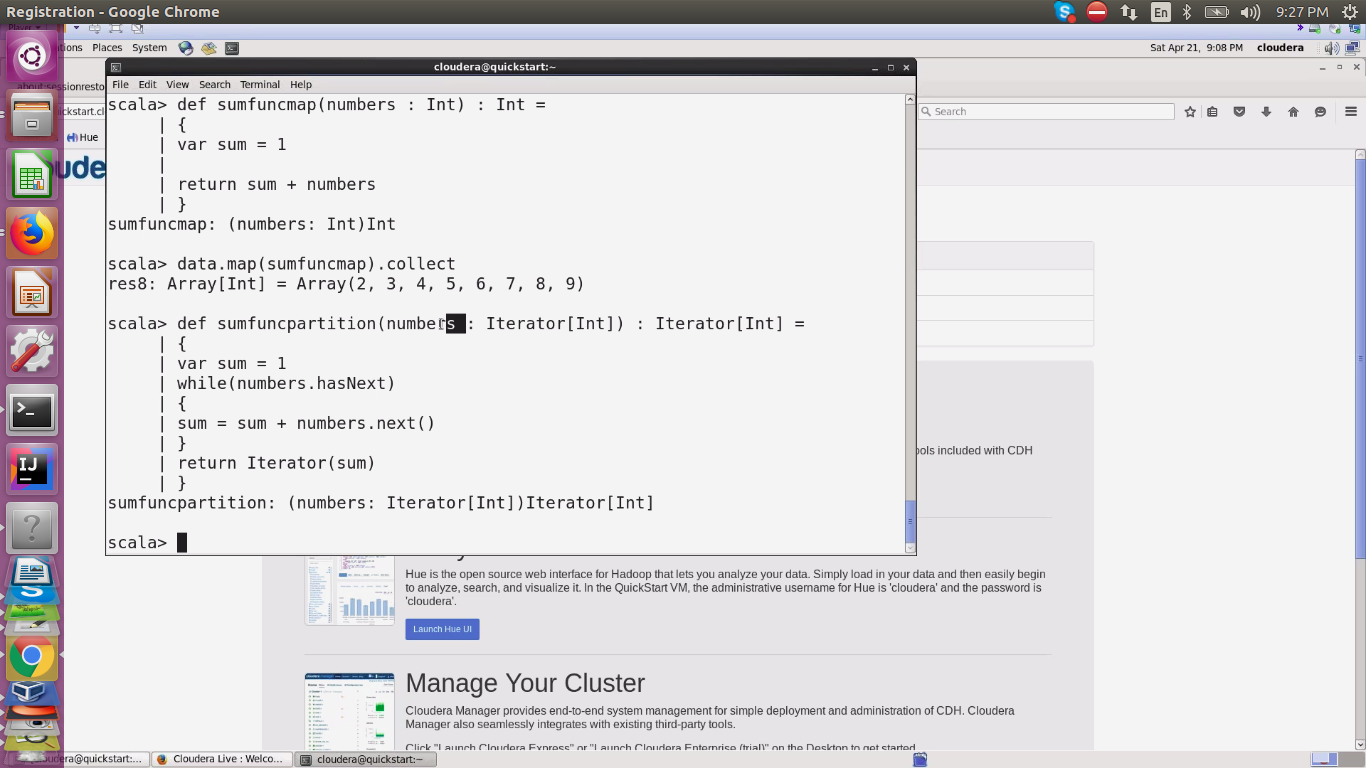 Registration - Google Chrome
En
9:27 PM
Places System
Sat Apr 21, 9:08 PM cloudera
cloudera@quickstart:~
File Edit View Search Terminal Help
Search
Hue
scala> def sumfuncmap(numbers : Int) : Int =
| {
| var sum = 1
|
| return sum + numbers
| }
sumfuncmap: (numbers: Int)Int
scala> data.map(sumfuncmap).collect
res8: Array[Int] = Array(2, 3, 4, 5, 6, 7, 8, 9)
scala> def sumfuncpartition(numbers : Iterator[Int]) : Iterator[Int] =
| {
| var sum = 1
| while(numbers.hasNext)
| {
| sum = sum + numbers.next()
| }
| return Iterator(sum)
| }
sumfuncpartition: (numbers: Iterator[Int])Iterator[Int]
scala>
ools included with CDH
Hue is the open source web interface for Hadoop that lets you analyze your data. Simply load in your data and then easily begin
to analyze, search, and visualize it. In the QuickStart VM, the administrative username for Hue is 'cloudera' and the password is
'cloudera'.
Launch Hue UI
Manage Your Cluster
Cloudera Manager provides end-to-end system management for simple deployment and administration of CDH. Cloudera
Manager also seamlessly integrates with existing third-party tools.
Click "Launch Cloudera Express" or "Launch Cloudera Enterprise (trial)" on the Desktop to get started
cloudera@quickstart:... Cloudera Live : Welco... cloudera@quickstart:~